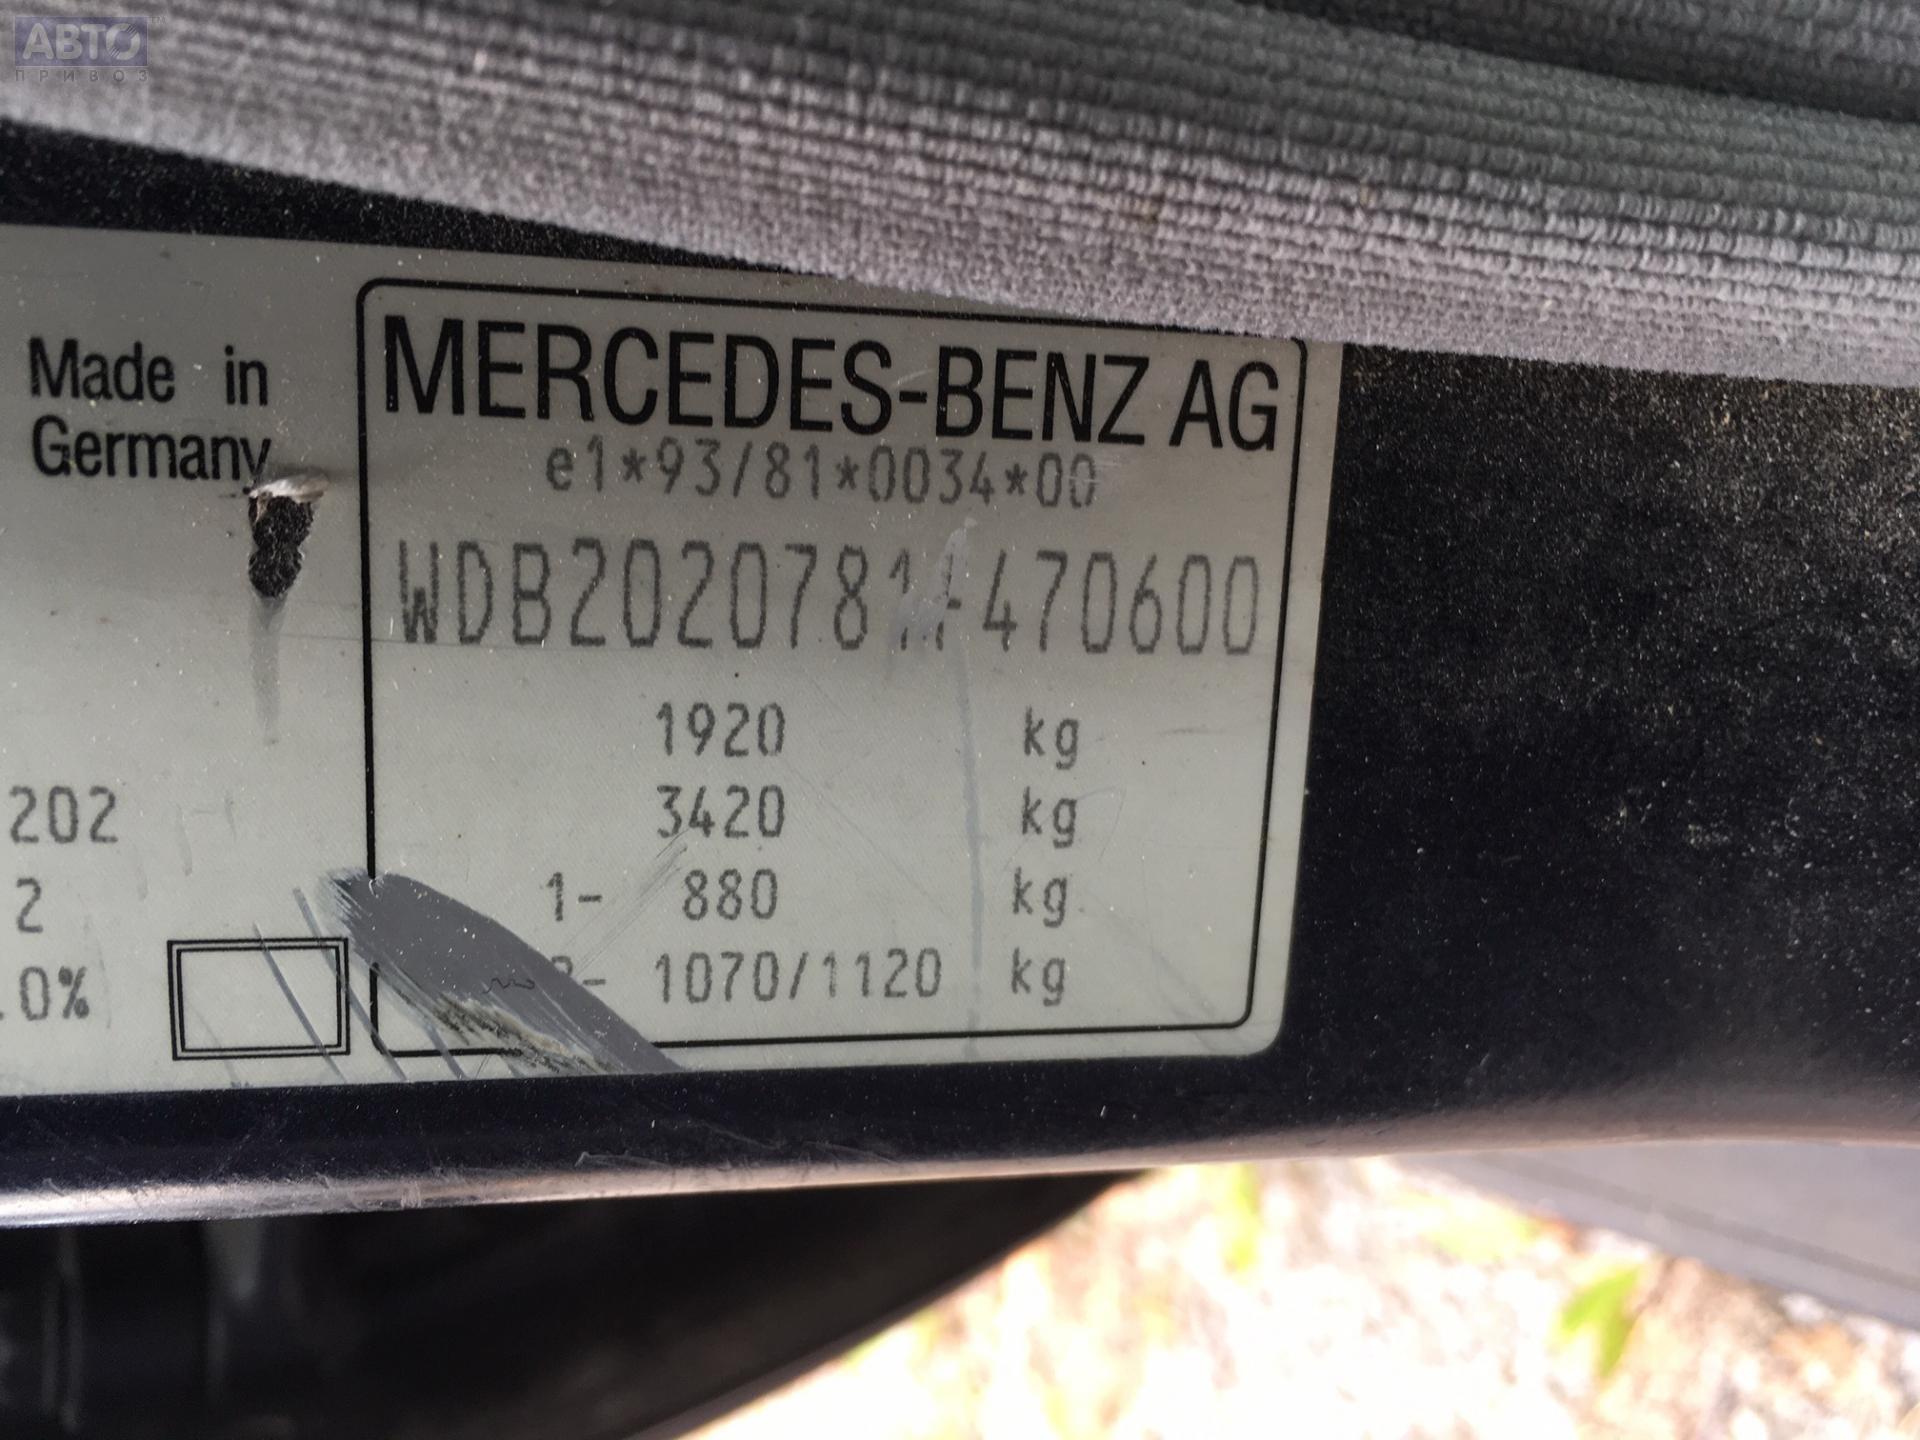 АВТО
ПРИВОЗ
Made in
Germany
MERCEDES-BENZ AG
e1*93/81*0034*00
1920 kg
3420 kg
202
1- 880 kg
2
1070/1120 kg
.0%